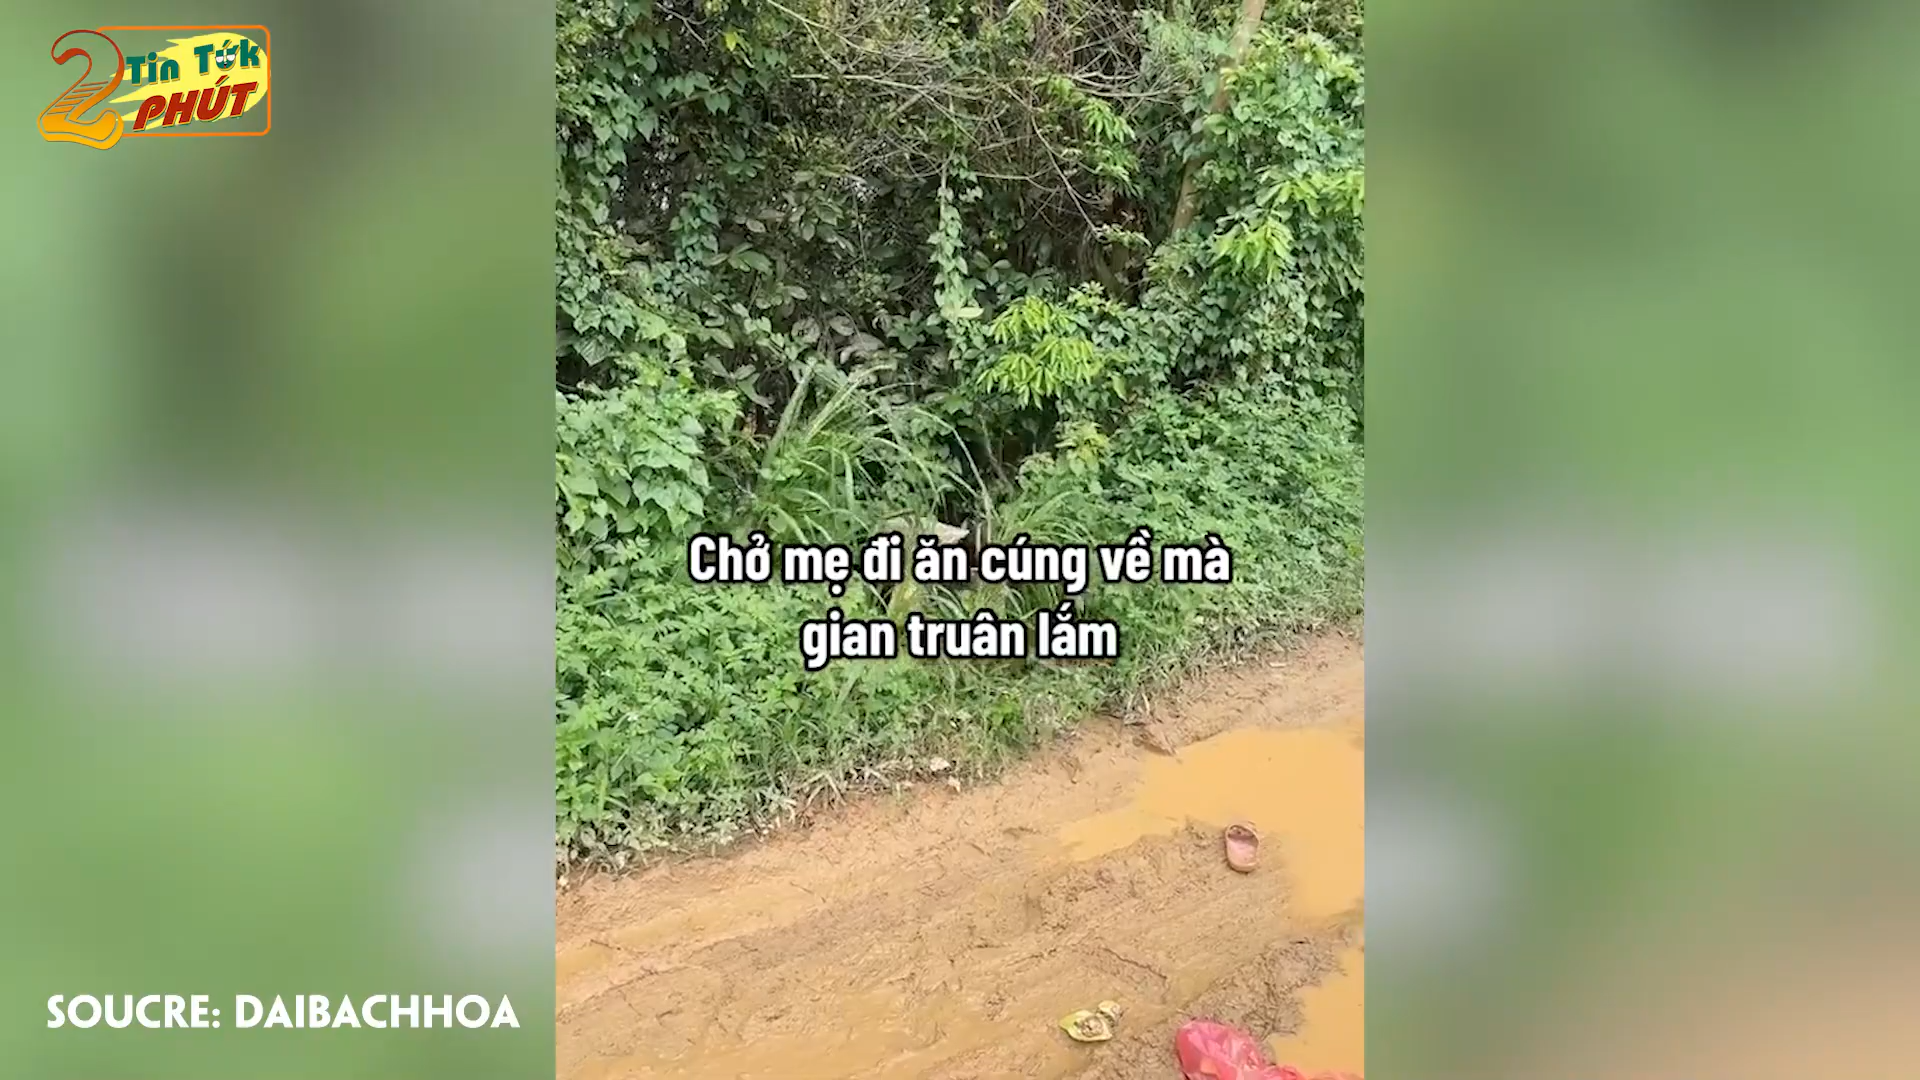 2 Tin Tức
PHÚT
Chở mẹ đi ăn cúng về mà
gian truân lắm
SOUCRE: DAIBACHHOA